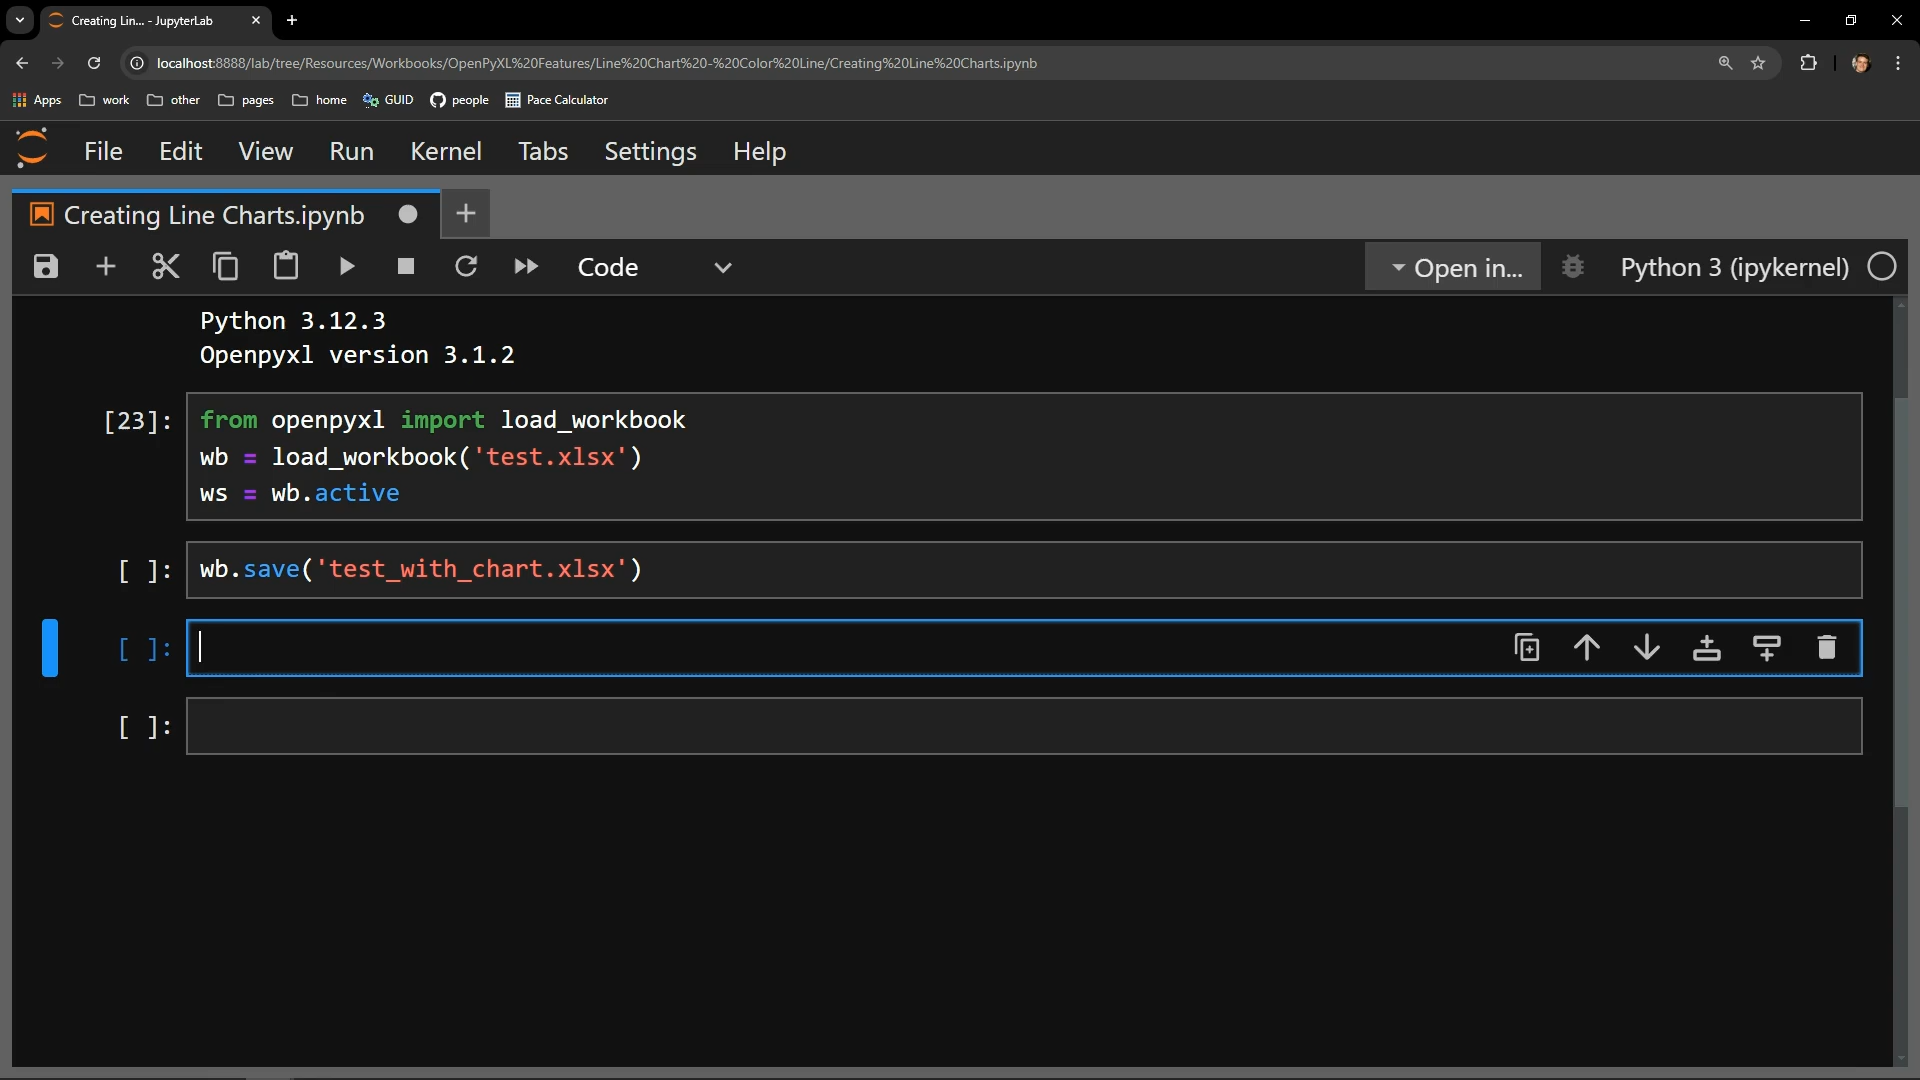 Creating Lin... - JupyterLab
localhost:8888/lab/tree/Resources/Workbooks/OpenPyXL%20Features/Line%20Chart%20-%20Color%20Line/Creating%20Line%20Charts.ipynb
Apps work other pages home GUID people Pace Calculator
File Edit View Run Kernel Tabs Settings Help
Creating Line Charts.ipynb
Code Open in... Python 3 (ipykernel)
Python 3.12.3
Openpyxl version 3.1.2
[23]: from openpyxl import load_workbook
wb = load_workbook('test.xlsx')
ws = wb.active
[ ]: wb.save('test_with_chart.xlsx')
[ ]:
[ ]: